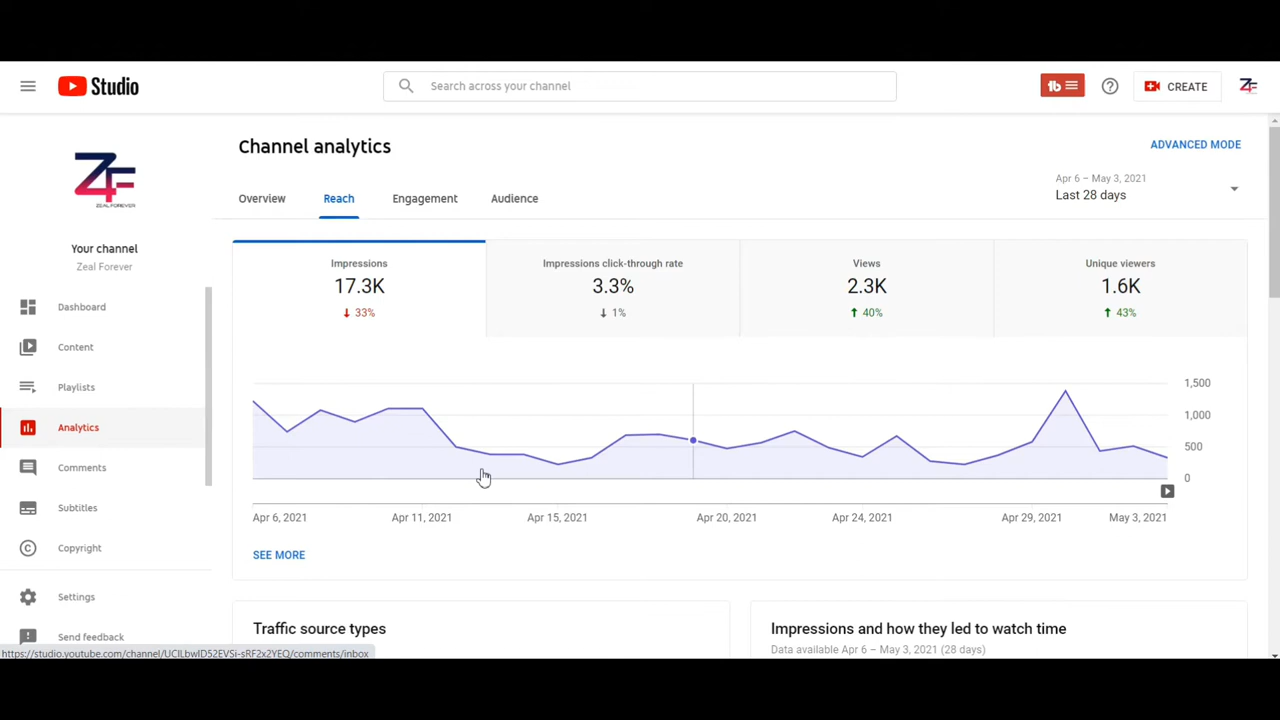 Studio
Search across your channel
CREATE
Z4F
ZEAL FOREVER
Your channel
Zeal Forever
Dashboard
Content
Playlists
Analytics
Comments
Subtitles
Copyright
Settings
Send feedback
Channel analytics
ADVANCED MODE
Overview
Reach
Engagement
Audience
Apr 6 – May 3, 2021
Last 28 days
Impressions
17.3K
33%
Impressions click-through rate
3.3%
1%
Views
2.3K
40%
Unique viewers
1.6K
43%
1,500
1,000
500
0
Apr 6, 2021
Apr 11, 2021
Apr 15, 2021
Apr 20, 2021
Apr 24, 2021
Apr 29, 2021
May 3, 2021
SEE MORE
Traffic source types
Impressions and how they led to watch time
Data available Apr 6 – May 3, 2021 (28 days)